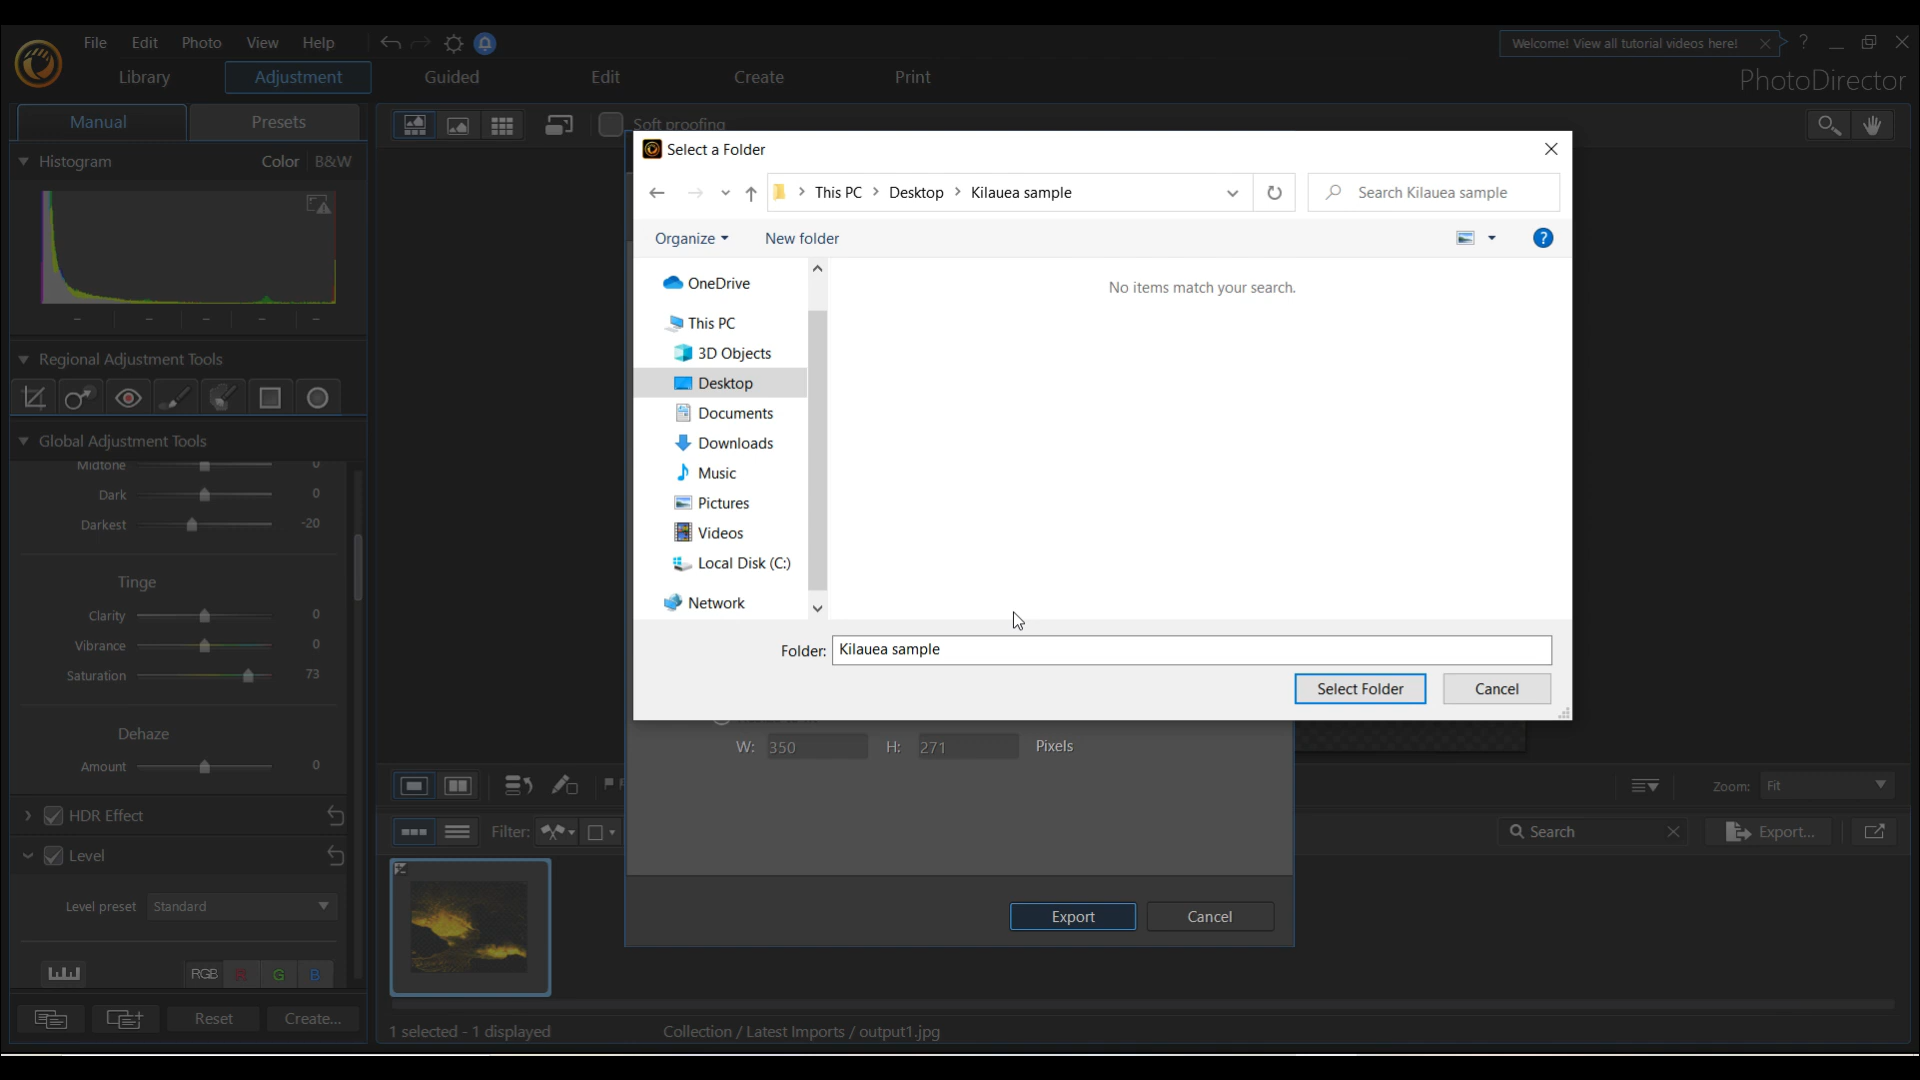 File Edit Photo View Help
Welcome! View all tutorial videos here!
?
Library Adjustment Guided Edit Create Print
PhotoDirector
Manual Presets
Soft proofing
Histogram Color B&W
Regional Adjustment Tools
Global Adjustment Tools
Midtone 0
Dark 0
Darkest -20
Tinge
Clarity 0
Vibrance 0
Saturation 73
Dehaze
Amount 0
HDR Effect
Level
Level preset Standard
RGB R G B
Reset Create...
Select a Folder
This PC Desktop Kilauea sample
Search Kilauea sample
Organize New folder
?
OneDrive
This PC
3D Objects
Desktop
Documents
Downloads
Music
Pictures
Videos
Local Disk (C:)
Network
No items match your search.
Folder: Kilauea sample
Select Folder Cancel
W: 350 H: 271 Pixels
Export Cancel
Zoom: Fit
Filter:
Search
Export...
1 selected - 1 displayed
Collection / Latest Imports / output1.jpg